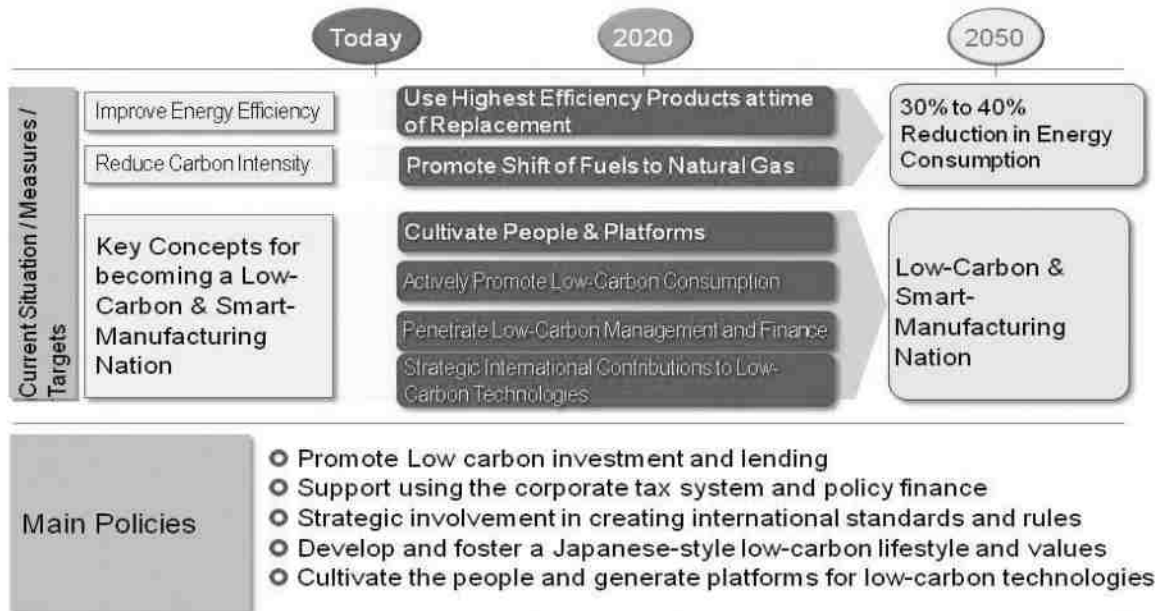 Today
2020
2050
Current Situation / Measures /
Targets
Improve Energy Efficiency
Use Highest Efficiency Products at time
of Replacement
30% to 40%
Reduction in Energy
Consumption
Reduce Carbon Intensity
Promote Shift of Fuels to Natural Gas
Key Concepts for
becoming a Low-
Carbon & Smart-
Manufacturing
Nation
Cultivate People & Platforms
Actively Promote Low-Carbon Consumption
Penetrate Low-Carbon Management and Finance
Strategic International Contributions to Low-
Carbon Technologies
Low-Carbon &
Smart-
Manufacturing
Nation
Main Policies
Promote Low carbon investment and lending
Support using the corporate tax system and policy finance
Strategic involvement in creating international standards and rules
Develop and foster a Japanese-style low-carbon lifestyle and values
Cultivate the people and generate platforms for low-carbon technologies